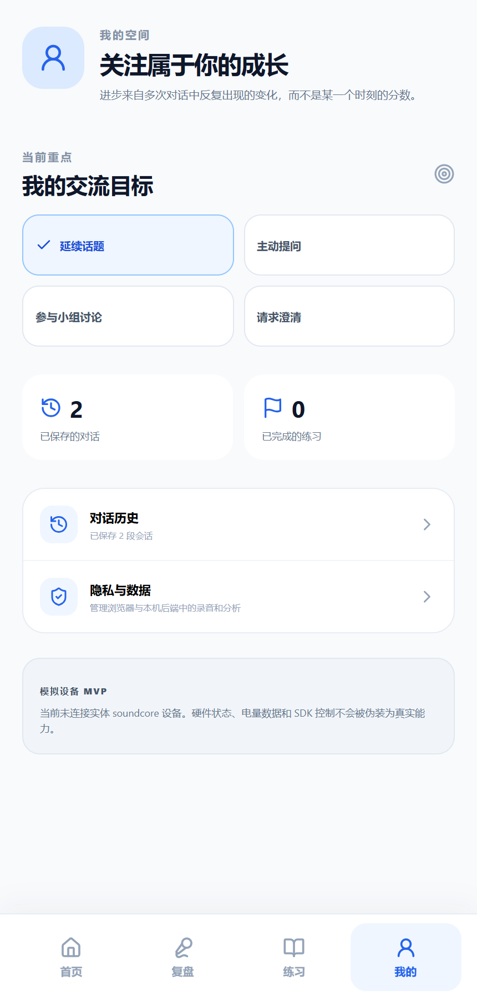 我的空间
关注属于你的成长
进步来自多次对话中反复出现的变化，而不是某一个时刻的分数。
当前重点
我的交流目标
延续话题
主动提问
参与小组讨论
请求澄清
2
已保存的对话
0
已完成的练习
对话历史
已保存 2 段会话
隐私与数据
管理浏览器与本机后端中的录音和分析
模拟设备 MVP
当前未连接实体 soundcore 设备。硬件状态、电量数据和 SDK 控制不会被伪装为真实能
力。
首页
复盘
练习
我的